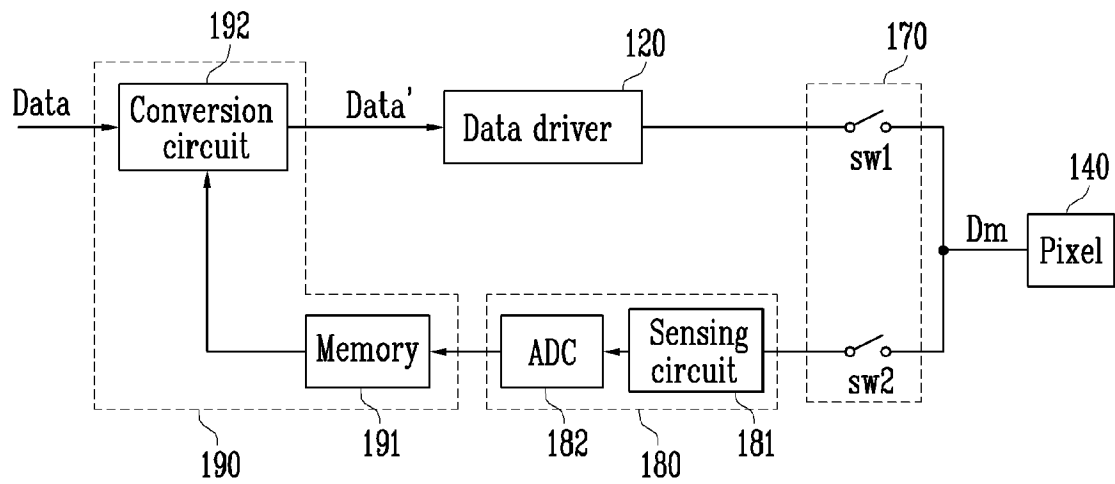 192
120
170
Data
Conversion
circuit
Data'
Data driver
sw1
140
Dm
Pixel
Memory
ADC
Sensing
circuit
sw2
190
191
182
180
181